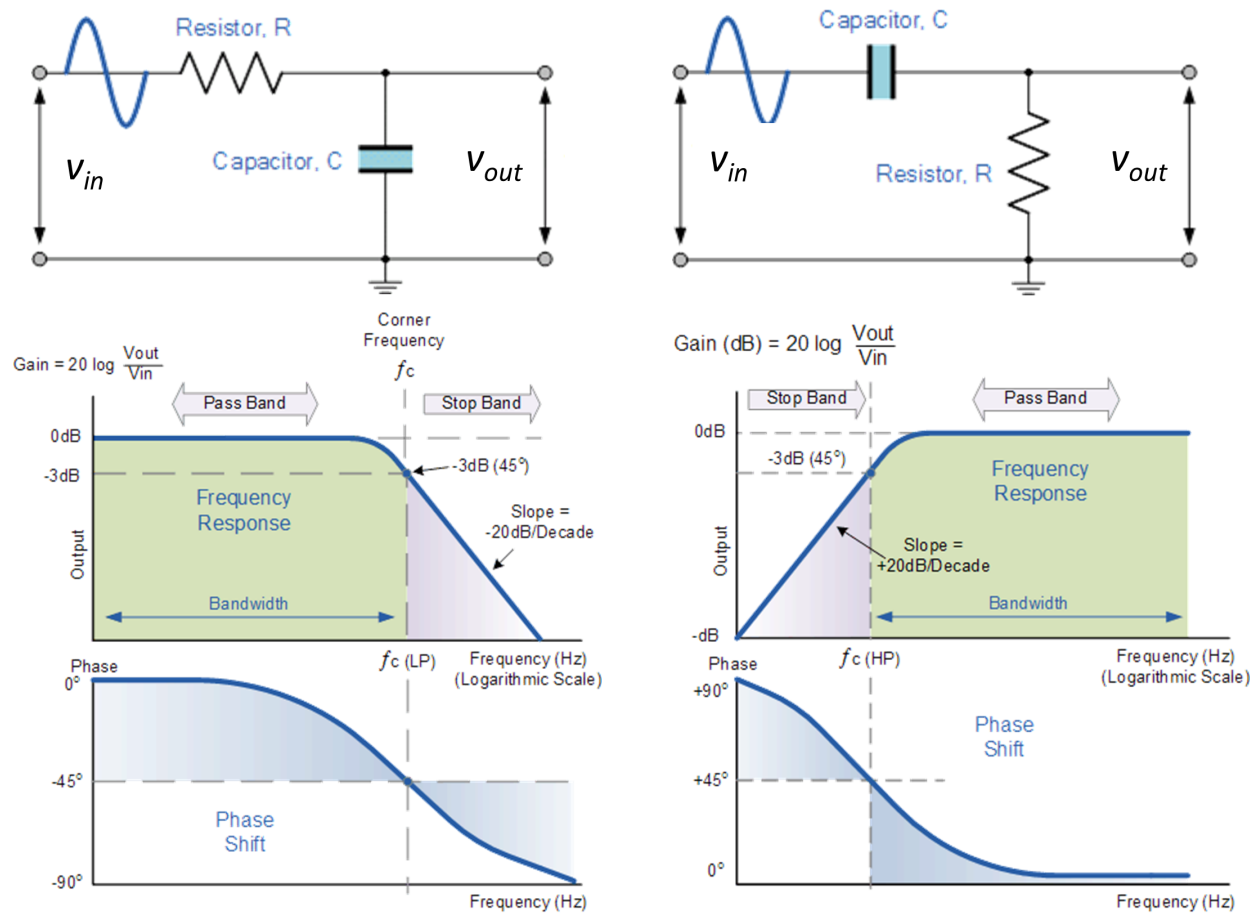 Resistor, R
V_in
Capacitor, C
V_out
Capacitor, C
V_in
Resistor, R
V_out
Corner
Frequency
fc
Gain = 20 log Vout
Vin
Pass Band
Stop Band
0dB
-3dB
-3dB (45°)
Frequency
Response
Slope =
-20dB/Decade
Output
Bandwidth
fc (LP)
Frequency (Hz)
(Logarithmic Scale)
Phase
0°
-45°
Phase
Shift
-90°
Frequency (Hz)
Gain (dB) = 20 log Vout
Vin
Stop Band
Pass Band
0dB
-3dB (45°)
Frequency
Response
Slope =
+20dB/Decade
Output
Bandwidth
-dB
fc (HP)
Frequency (Hz)
(Logarithmic Scale)
Phase
+90°
Phase
Shift
+45°
0°
Frequency (Hz)